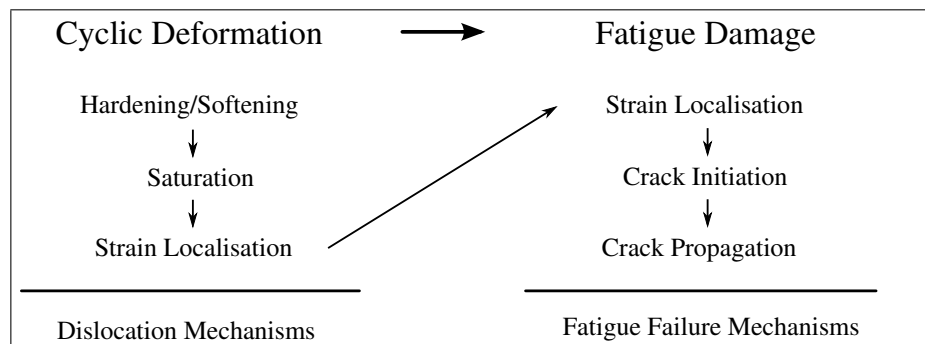 Cyclic Deformation
Hardening/Softening
Saturation
Strain Localisation
Dislocation Mechanisms
Fatigue Damage
Strain Localisation
Crack Initiation
Crack Propagation
Fatigue Failure Mechanisms